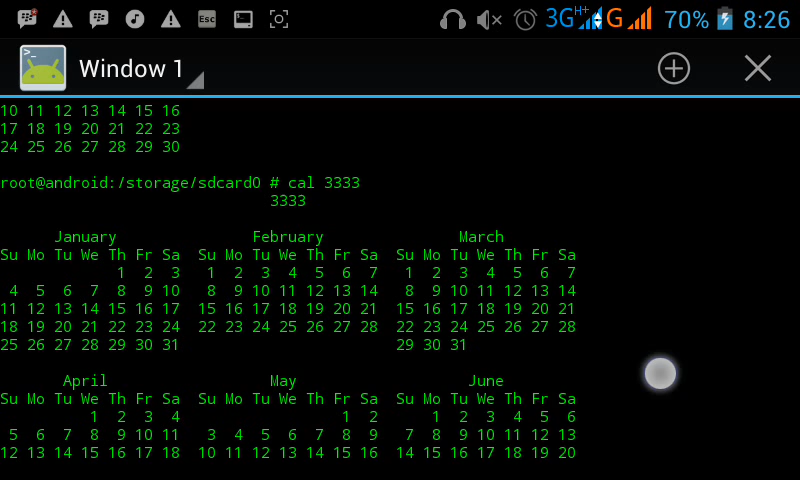 Esc 3G H+ G 70% 8:26
>_ Window 1
10 11 12 13 14 15 16
17 18 19 20 21 22 23
24 25 26 27 28 29 30
root@android:/storage/sdcard0 # cal 3333
                              3333
      January               February               March
Su Mo Tu We Th Fr Sa  Su Mo Tu We Th Fr Sa  Su Mo Tu We Th Fr Sa
             1  2  3   1  2  3  4  5  6  7   1  2  3  4  5  6  7
 4  5  6  7  8  9 10   8  9 10 11 12 13 14   8  9 10 11 12 13 14
11 12 13 14 15 16 17  15 16 17 18 19 20 21  15 16 17 18 19 20 21
18 19 20 21 22 23 24  22 23 24 25 26 27 28  22 23 24 25 26 27 28
25 26 27 28 29 30 31                        29 30 31
       April                  May                   June
Su Mo Tu We Th Fr Sa  Su Mo Tu We Th Fr Sa  Su Mo Tu We Th Fr Sa
          1  2  3  4                  1  2      1  2  3  4  5  6
 5  6  7  8  9 10 11   3  4  5  6  7  8  9   7  8  9 10 11 12 13
12 13 14 15 16 17 18  10 11 12 13 14 15 16  14 15 16 17 18 19 20